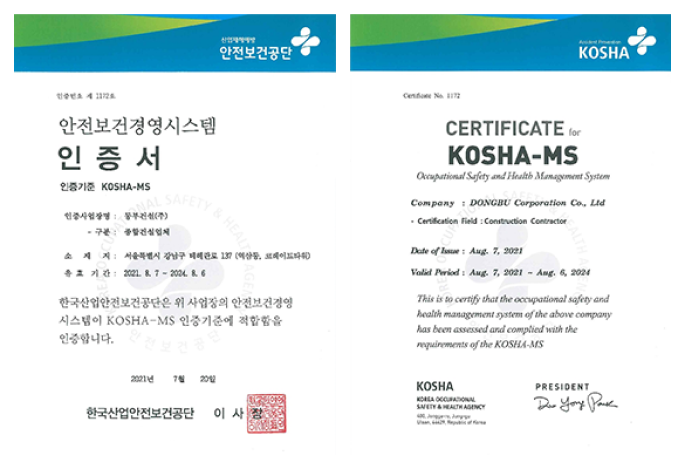 산업재해예방
안전보건공단
인증번호 제 1172호
안전보건경영시스템
인 증 서
인증기준 KOSHA-MS
인증사업장명 : 동부건설(주)
- 구분 : 종합건설업체
소 재 지 : 서울특별시 강남구 테헤란로 137 (역삼동, 코레이트타워)
유 효 기 간 : 2021. 8. 7 - 2024. 8. 6
한국산업안전보건공단은 위 사업장의 안전보건경영
시스템이 KOSHA-MS 인증기준에 적합함을
인증합니다.
2021년 7월 20일
한국산업안전보건공단 이 사 장
Accident Prevention
KOSHA
Certificate No. 1172
CERTIFICATE for
KOSHA-MS
Occupational Safety and Health Management System
Company : DONGBU Corporation Co., Ltd
- Certification Field : Construction Contractor
Date of Issue : Aug. 7, 2021
Valid Period : Aug. 7, 2021 - Aug. 6, 2024
This is to certify that the occupational safety and
health management system of the above company
has been assessed and complied with the
requirements of the KOSHA-MS
KOSHA
KOREA OCCUPATIONAL
SAFETY & HEALTH AGENCY
400, Jongga-ro, Jung-gu
Ulsan, 44429, Republic of Korea
PRESIDENT